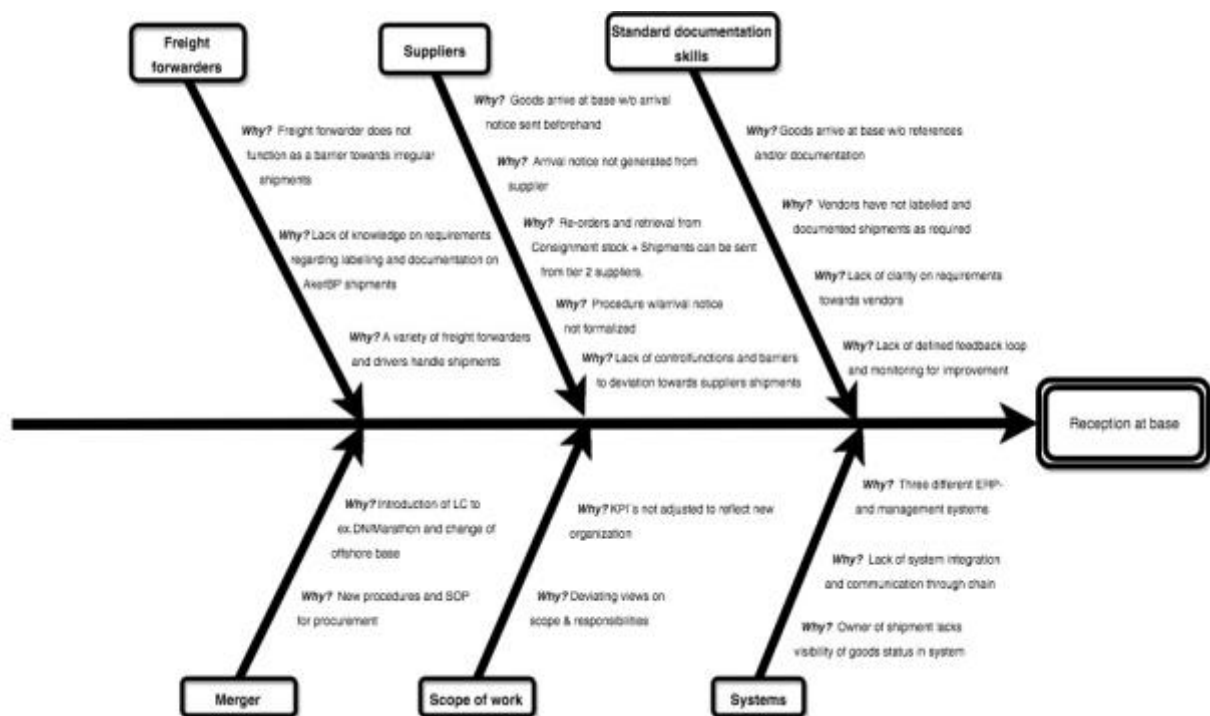 Freight
forwarders
Suppliers
Standard documentation
skills
Why? Freight forwarder does not
function as a barrier towards irregular
shipments
Why? Lack of knowledge on requirements
regarding labelling and documentation on
AkerBP shipments
Why? A variety of freight forwarders
and drivers handle shipments
Why? Goods arrive at base w/o arrival
notice sent beforehand
Why? Arrival notice not generated from
supplier
Why? Re-orders and retrieval from
Consignment stock + Shipments can be sent
from tier 2 suppliers.
Why? Procedure w/arrival notice
not formalized
Why? Lack of controlfunctions and barriers
to deviation towards suppliers shipments
Why? Goods arrive at base w/o references
and/or documentation
Why? Vendors have not labelled and
documented shipments as required
Why? Lack of clarity on requirements
towards vendors
Why? Lack of defined feedback loop
and monitoring for improvement
Reception at base
Why? Introduction of LC to
ex.DN/Marathon and change of
offshore base
Why? New procedures and SOP
for procurement
Why? KPI's not adjusted to reflect new
organization
Why? Deviating views on
scope & responsibilities
Why? Three different ERP-
and management systems
Why? Lack of system integration
and communication through chain
Why? Owner of shipment lacks
visibility of goods status in system
Merger
Scope of work
Systems